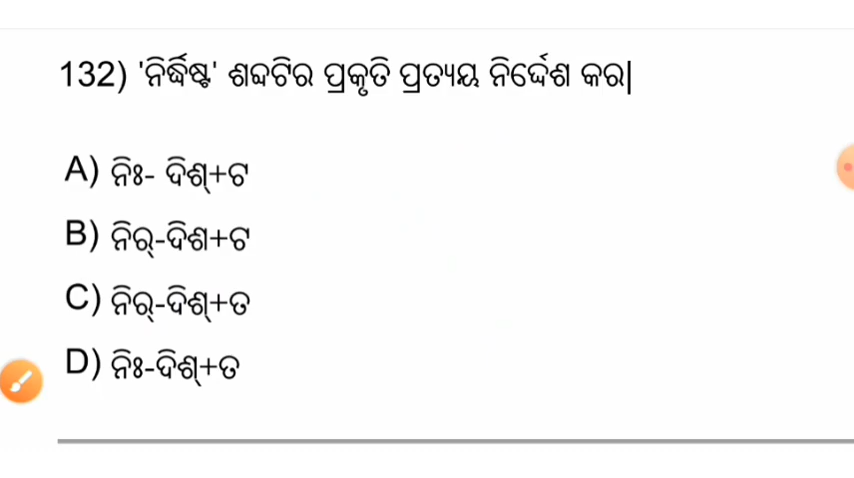 132) 'ନିର୍ଦ୍ଧିଷ୍ଟ' ଶବ୍ଦଟିର ପ୍ରକୃତି ପ୍ରତ୍ୟୟ ନିର୍ଦ୍ଦେଶ କର|
A) ନିଃ- ଦିଶ୍+ଟ
B) ନିର୍-ଦିଶ+ଟ
C) ନିର୍-ଦିଶ୍+ତ
D) ନିଃ-ଦିଶ୍+ତ